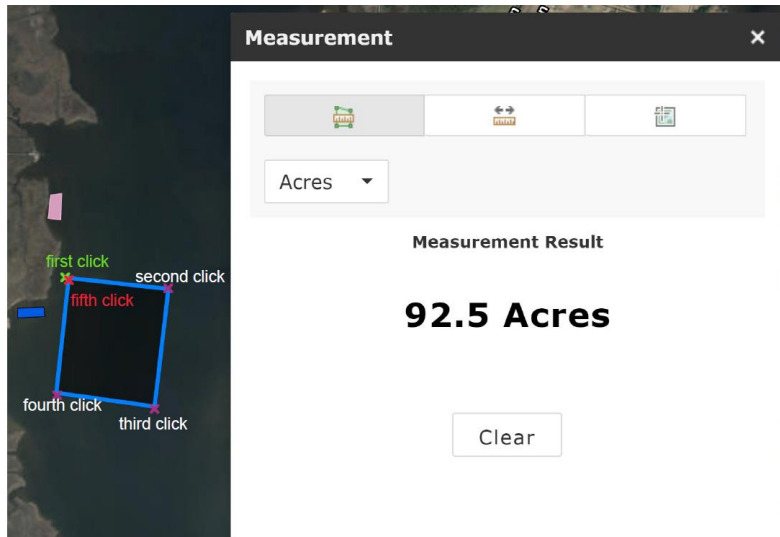 Measurement
Acres
Measurement Result
92.5 Acres
Clear
first click
second click
fifth click
fourth click
third click